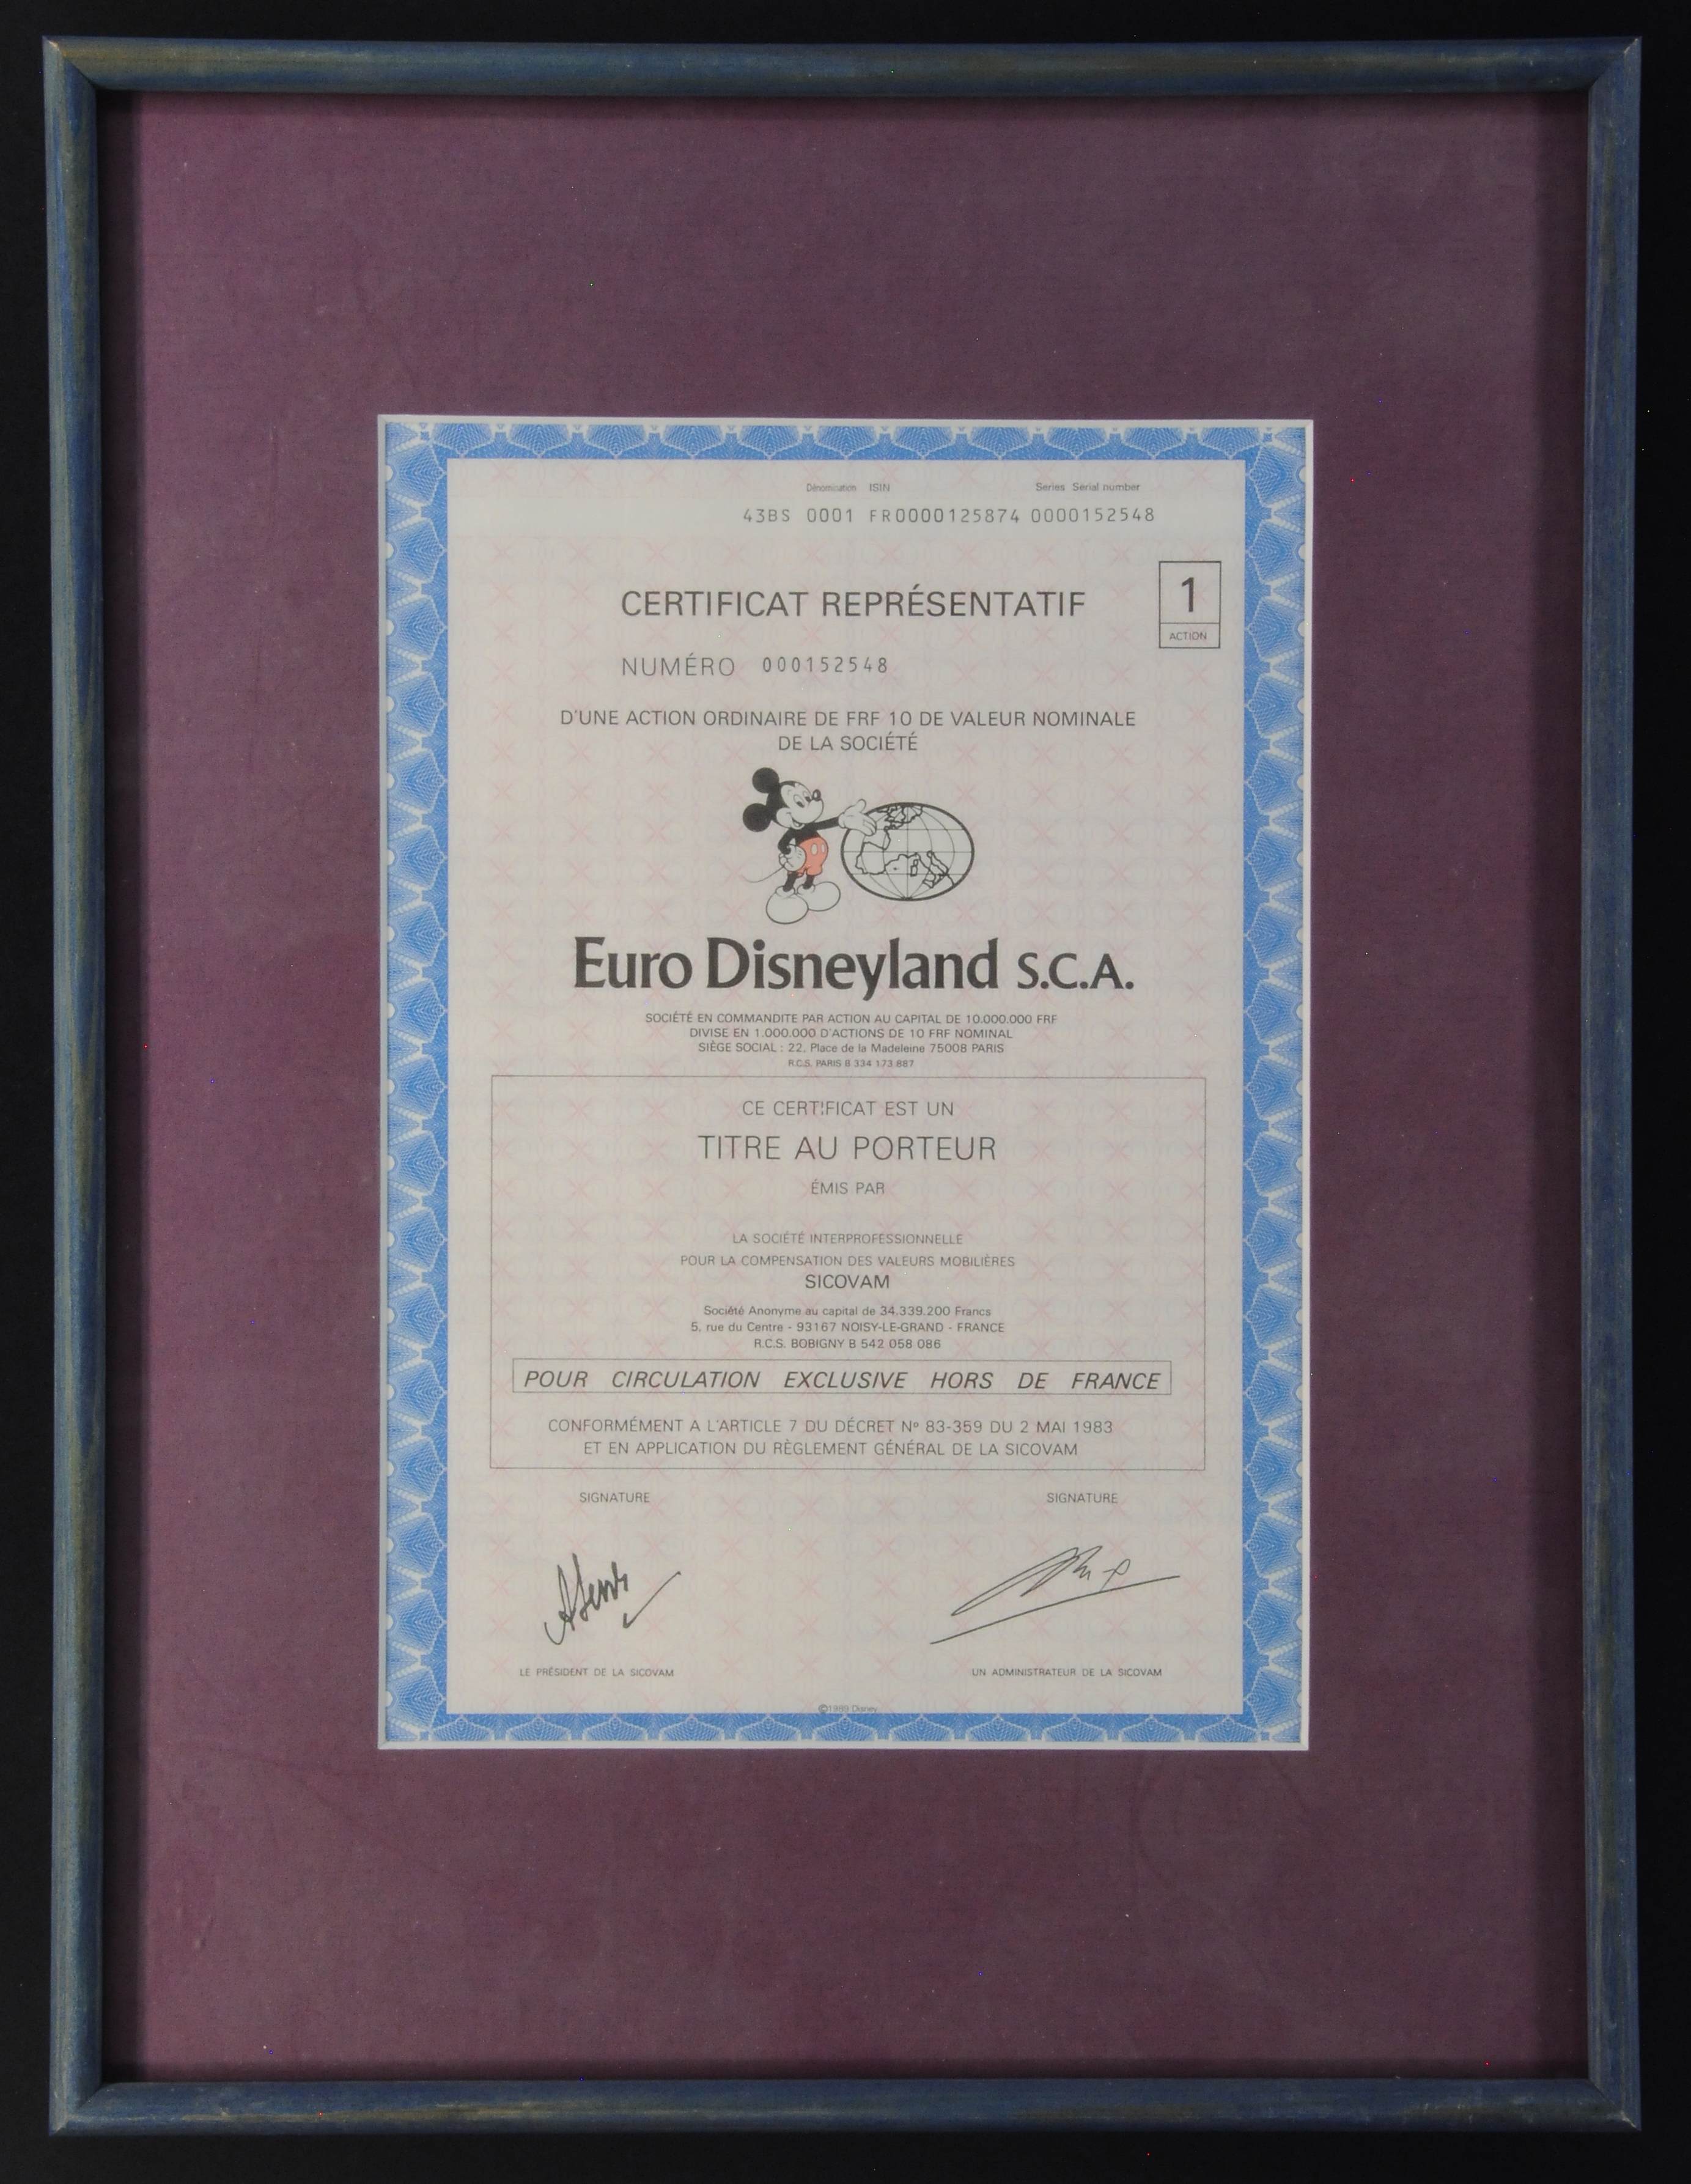 Dénomination ISIN Series Serial number
43BS 0001 FR0000125874 0000152548
CERTIFICAT REPRÉSENTATIF
1
ACTION
NUMÉRO 000152548
D'UNE ACTION ORDINAIRE DE FRF 10 DE VALEUR NOMINALE
DE LA SOCIÉTÉ
Euro Disneyland S.C.A.
SOCIÉTÉ EN COMMANDITE PAR ACTION AU CAPITAL DE 10.000.000 FRF
DIVISE EN 1.000.000 D'ACTIONS DE 10 FRF NOMINAL
SIÈGE SOCIAL : 22, Place de la Madeleine 75008 PARIS
R.C.S. PARIS B 334 173 887
CE CERTIFICAT EST UN
TITRE AU PORTEUR
ÉMIS PAR
LA SOCIÉTÉ INTERPROFESSIONNELLE
POUR LA COMPENSATION DES VALEURS MOBILIÈRES
SICOVAM
Société Anonyme au capital de 34.339.200 Francs
5, rue du Centre - 93167 NOISY-LE-GRAND - FRANCE
R.C.S. BOBIGNY B 542 058 086
POUR CIRCULATION EXCLUSIVE HORS DE FRANCE
CONFORMÉMENT A L'ARTICLE 7 DU DÉCRET Nº 83-359 DU 2 MAI 1983
ET EN APPLICATION DU RÈGLEMENT GÉNÉRAL DE LA SICOVAM
SIGNATURE SIGNATURE
LE PRÉSIDENT DE LA SICOVAM UN ADMINISTRATEUR DE LA SICOVAM
©1989 Disney